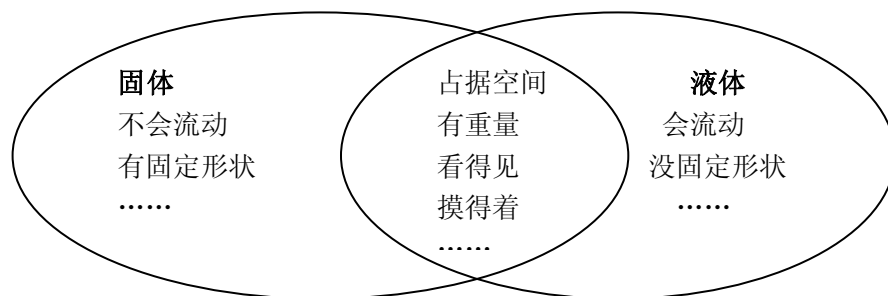 固体
不会流动
有固定形状
……
占据空间
有重量
看得见
摸得着
……
液体
会流动
没固定形状
……